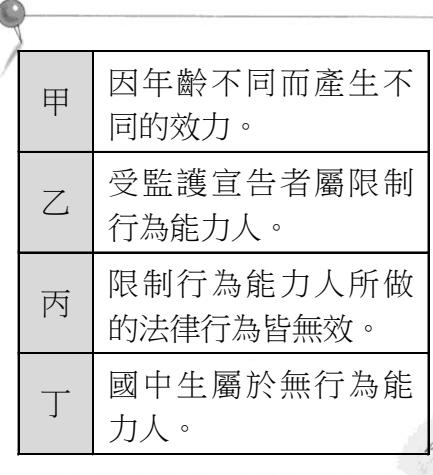 甲
因年齡不同而產生不
同的效力。
乙
受監護宣告者屬限制
行為能力人。
丙
限制行為能力人所做
的法律行為皆無效。
丁
國中生屬於無行為能
力人。